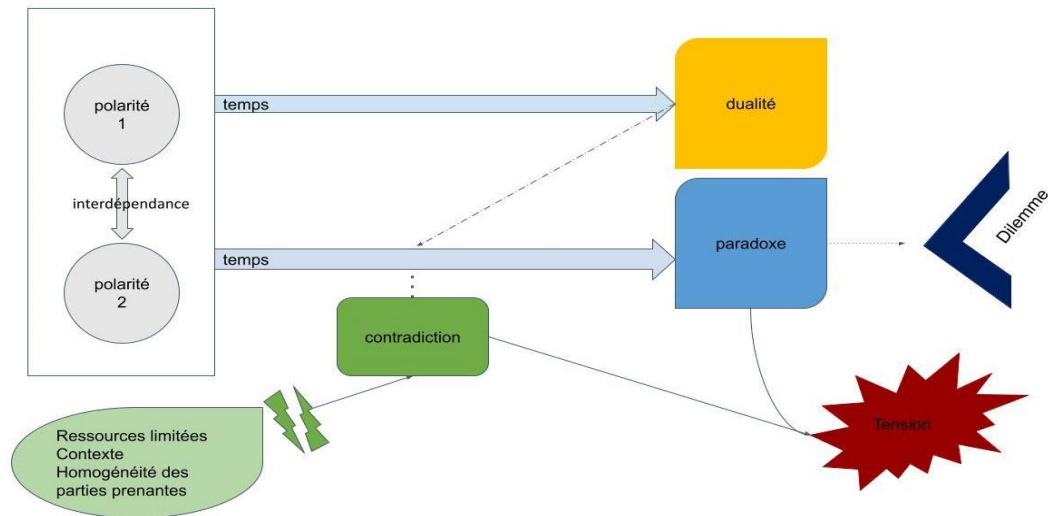 polarité
1
interdépendance
polarité
2
temps
temps
dualité
paradoxe
Dilemme
contradiction
Tension
Ressources limitées
Contexte
Homogénéité des
parties prenantes